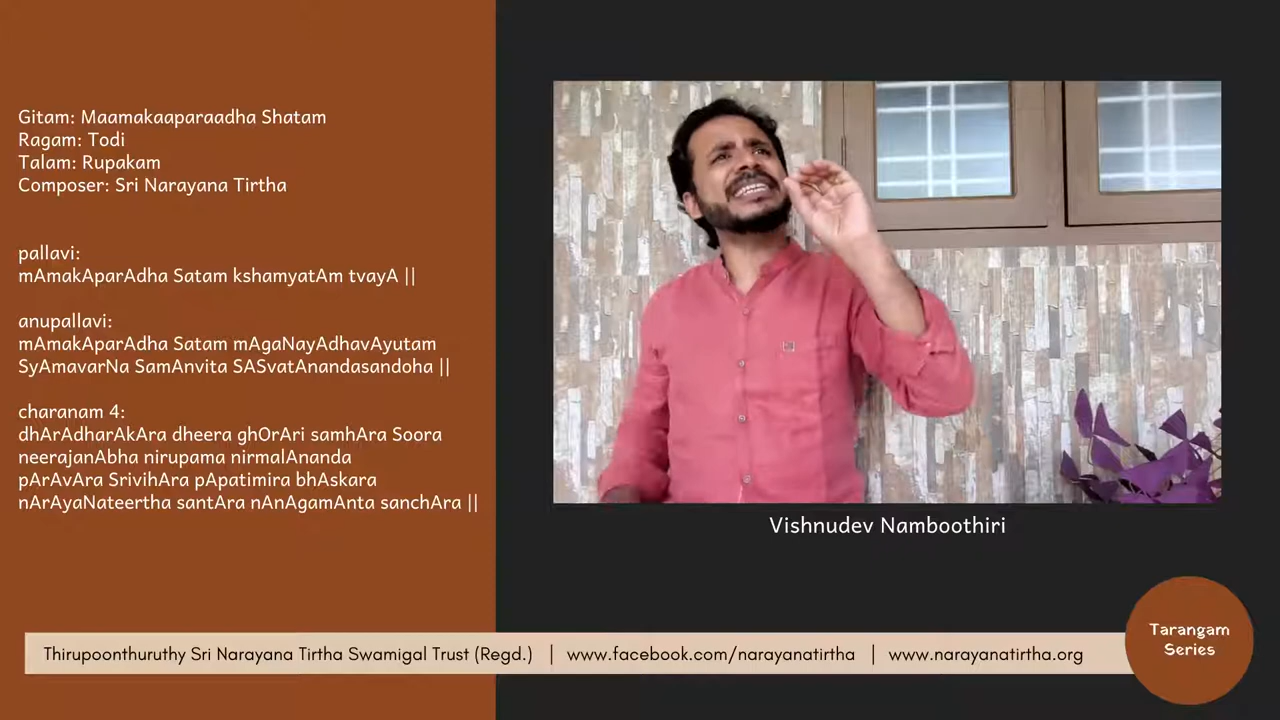 Gitam: Maamakaaparaadha Shatam
Ragam: Todi
Talam: Rupakam
Composer: Sri Narayana Tirtha
pallavi:
mAmakAparAdha Satam kshamyatAm tvayA ||
anupallavi:
mAmakAparAdha Satam mAgaNayAdhavAyutam
SyAmavarNa SamAnvita SASvatAnandasandoha ||
charanam 4:
dhArAdharAkAra dheera ghOrAri samhAra Soora
neerajanAbha nirupama nirmalAnanda
pArAvAra SrivihAra pApatimira bhAskara
nArAyaNateertha santAra nAnAgamAnta sanchAra ||
Vishnudev Namboothiri
Thirupoonthuruthy Sri Narayana Tirtha Swamigal Trust (Regd.) | www.facebook.com/narayanatirtha | www.narayanatirtha.org
Tarangam
Series